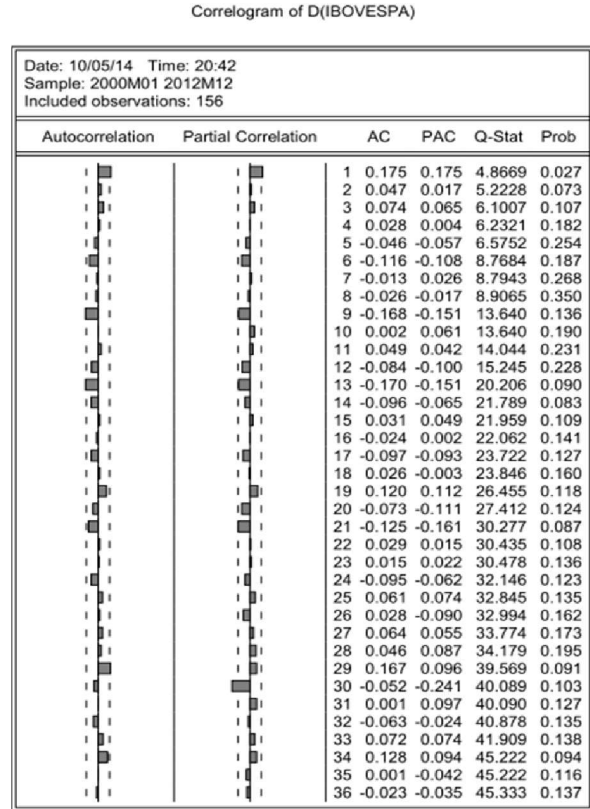 Correlogram of D(IBOVESPA)
Date: 10/05/14 Time: 20:42
Sample: 2000M01 2012M12
Included observations: 156
Autocorrelation Partial Correlation AC PAC Q-Stat Prob
1 0.175 0.175 4.8669 0.027
2 0.047 0.017 5.2228 0.073
3 0.074 0.065 6.1007 0.107
4 0.028 0.004 6.2321 0.182
5 -0.046 -0.057 6.5752 0.254
6 -0.116 -0.108 8.7684 0.187
7 -0.013 0.026 8.7943 0.268
8 -0.026 -0.017 8.9065 0.350
9 -0.168 -0.151 13.640 0.136
10 0.002 0.061 13.640 0.190
11 0.049 0.042 14.044 0.231
12 -0.084 -0.100 15.245 0.228
13 -0.170 -0.151 20.206 0.090
14 -0.096 -0.065 21.789 0.083
15 0.031 0.049 21.959 0.109
16 -0.024 0.002 22.062 0.141
17 -0.097 -0.093 23.722 0.127
18 0.026 -0.003 23.846 0.160
19 0.120 0.112 26.455 0.118
20 -0.073 -0.111 27.412 0.124
21 -0.125 -0.161 30.277 0.087
22 0.029 0.015 30.435 0.108
23 0.015 0.022 30.478 0.136
24 -0.095 -0.062 32.146 0.123
25 0.061 0.074 32.845 0.135
26 0.028 -0.090 32.994 0.162
27 0.064 0.055 33.774 0.173
28 0.046 0.087 34.179 0.195
29 0.167 0.096 39.569 0.091
30 -0.052 -0.241 40.089 0.103
31 0.001 0.097 40.090 0.127
32 -0.063 -0.024 40.878 0.135
33 0.072 0.074 41.909 0.138
34 0.128 0.094 45.222 0.094
35 0.001 -0.042 45.222 0.116
36 -0.023 -0.035 45.333 0.137